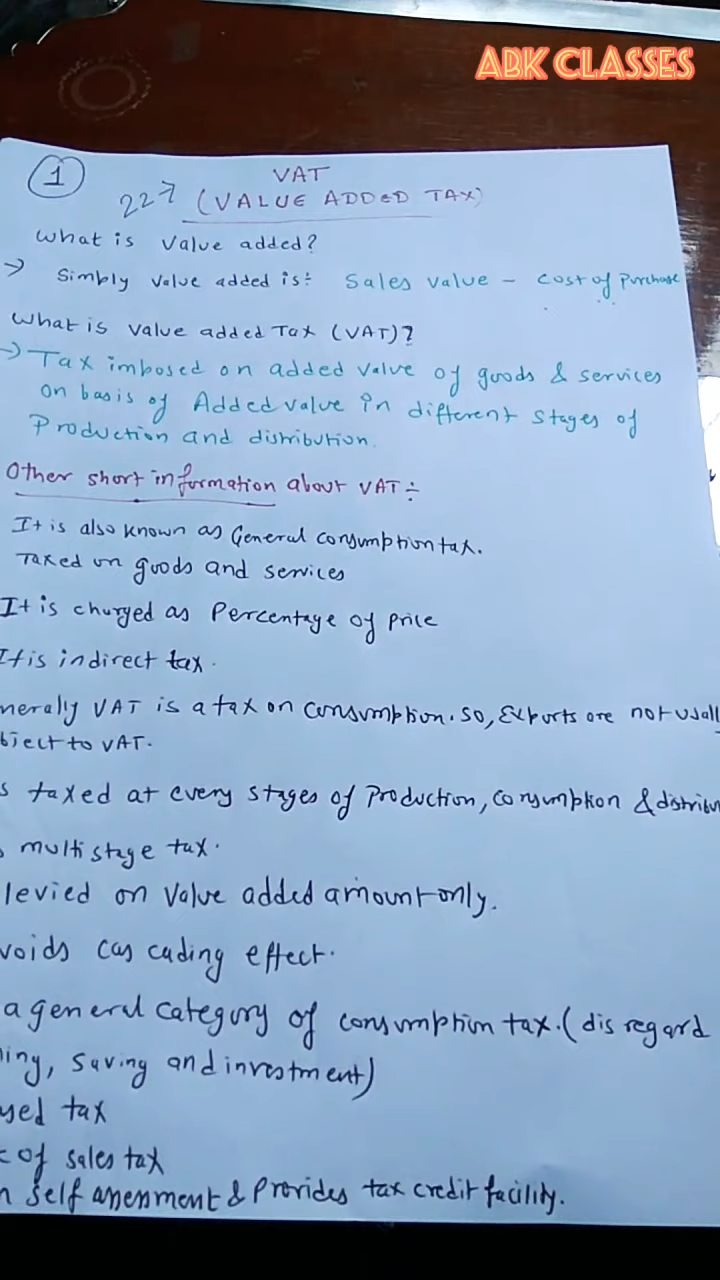 ABK CLASSES
1
VAT
227 (VALUE ADDED TAX)
What is Value added?
→ Simply Value added is÷ Sales value - Cost of Purchase
What is Value added Tax (VAT)?
→ Tax imposed on added value of goods & services
on basis of Added value in different stages of
Production and distribution.
Other short information about VAT÷
It is also known as General consumption tax.
Taxed on goods and services
It is charged as Percentage of price
It is indirect tax.
nerally VAT is a tax on consumption. so, Exports are not usuall
bject to VAT.
s taxed at every stages of Production, consumption & distribu
multistage tax.
levied on Value added amount only.
voids cascading effect.
a general category of consumption tax. (disregard
ing, saving and investment)
sed tax
of sales tax
n self assessment & Provides tax credit facility.